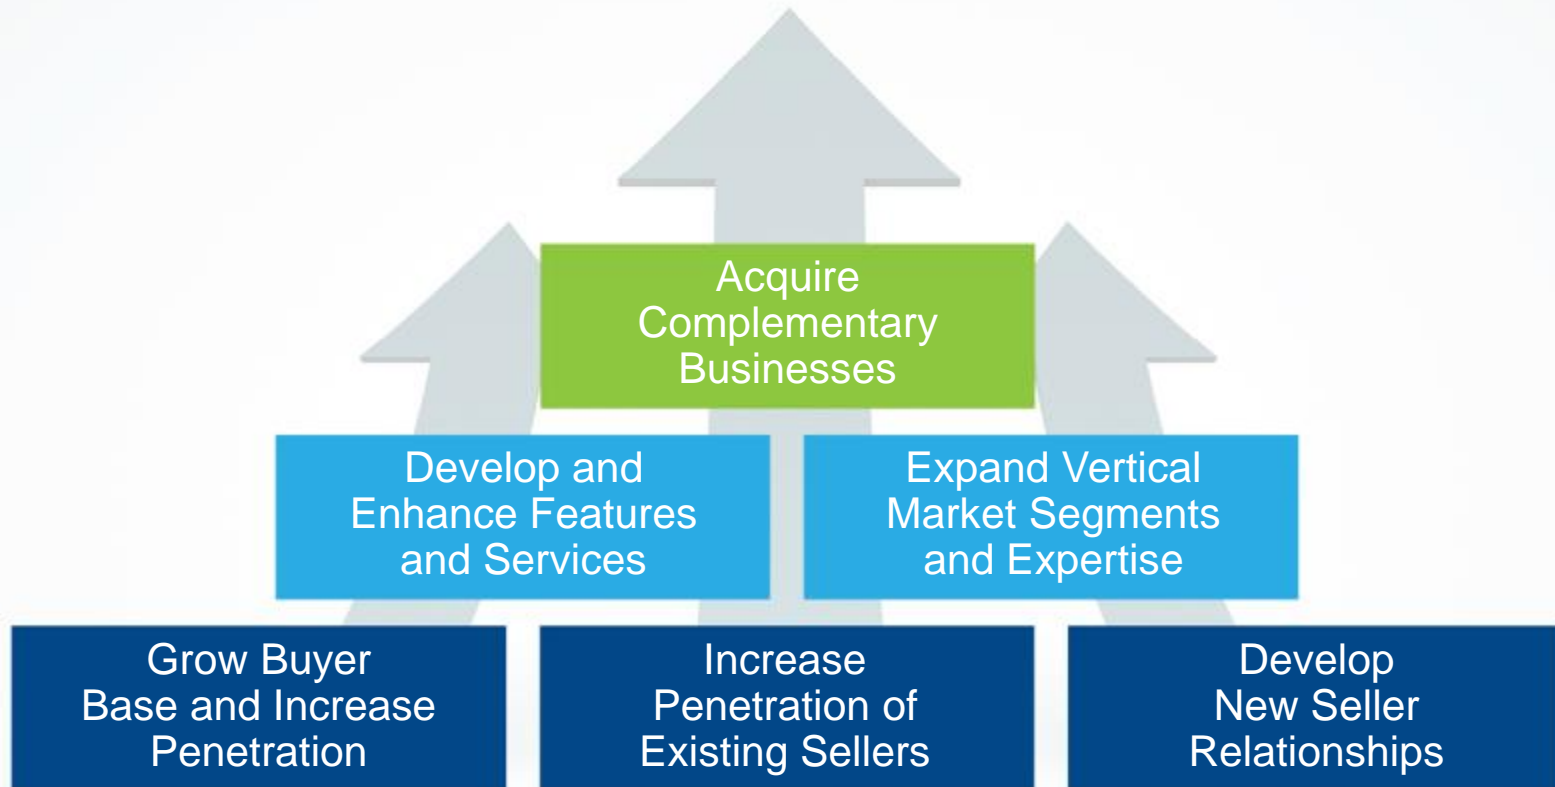 Acquire
Complementary
Businesses
Develop and
Enhance Features
and Services
Expand Vertical
Market Segments
and Expertise
Grow Buyer
Base and Increase
Penetration
Increase
Penetration of
Existing Sellers
Develop
New Seller
Relationships